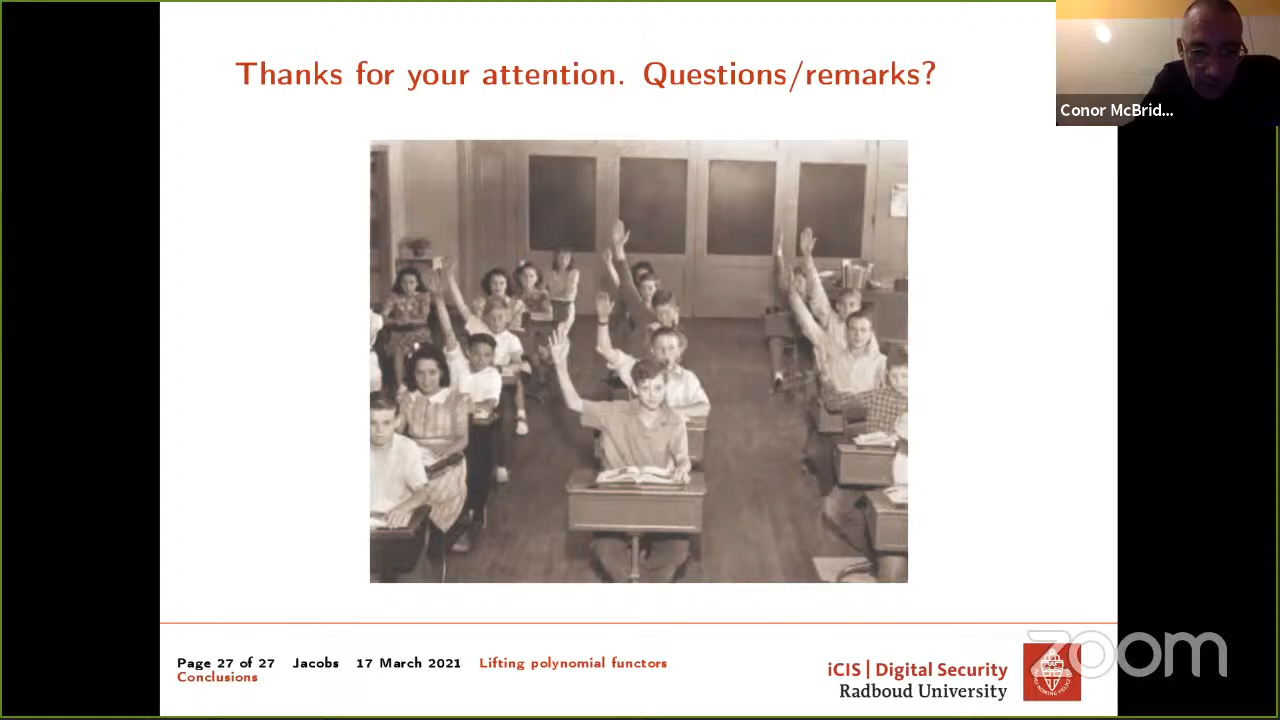 Thanks for your attention. Questions/remarks?
Conor McBrid...
Page 27 of 27 Jacobs 17 March 2021 Lifting polynomial functors
Conclusions
iCIS | Digital Security
Radboud University
zoom